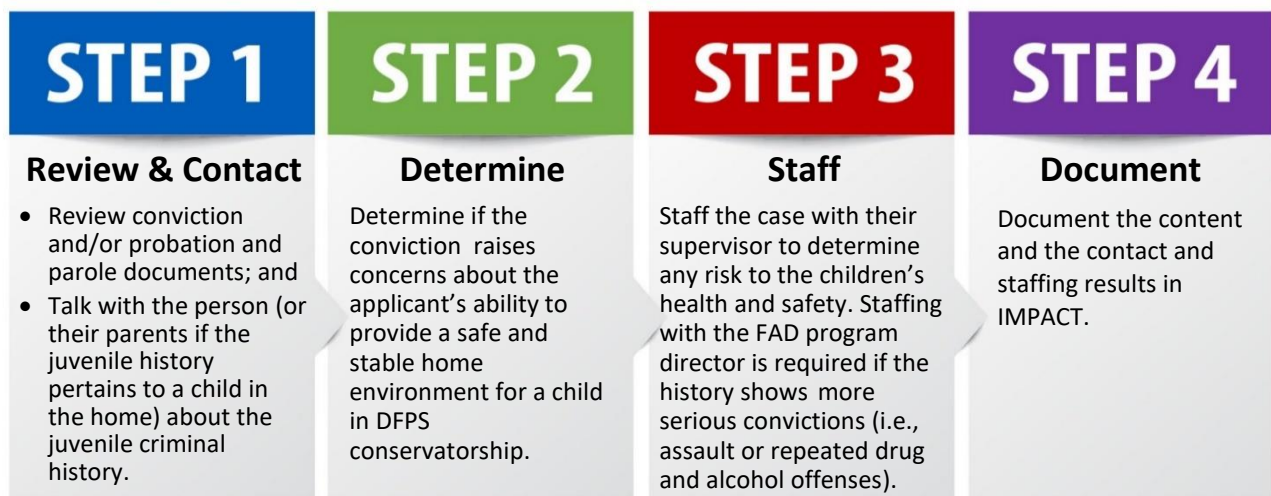 STEP 1
Review & Contact
• Review conviction
and/or probation and
parole documents; and
• Talk with the person (or
their parents if the
juvenile history
pertains to a child in
the home) about the
juvenile criminal
history.
STEP 2
Determine
Determine if the
conviction raises
concerns about the
applicant's ability to
provide a safe and
stable home
environment for a child
in DFPS
conservatorship.
STEP 3
Staff
Staff the case with their
supervisor to determine
any risk to the children's
health and safety. Staffing
with the FAD program
director is required if the
history shows more
serious convictions (i.e.,
assault or repeated drug
and alcohol offenses).
STEP 4
Document
Document the content
and the contact and
staffing results in
IMPACT.